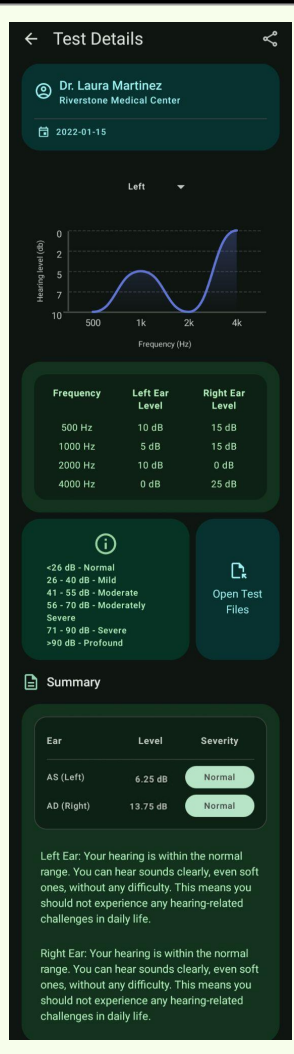 Test Details
Dr. Laura Martinez
Riverstone Medical Center
2022-01-15
Left
Hearing level (db)
0
2
5
7
10
500 1k 2k 4k
Frequency (Hz)
Frequency Left Ear Level Right Ear Level
500 Hz 10 dB 15 dB
1000 Hz 5 dB 15 dB
2000 Hz 10 dB 0 dB
4000 Hz 0 dB 25 dB
<26 dB - Normal
26 - 40 dB - Mild
41 - 55 dB - Moderate
56 - 70 dB - Moderately
Severe
71 - 90 dB - Severe
>90 dB - Profound
Open Test
Files
Summary
Ear Level Severity
AS (Left) 6.25 dB Normal
AD (Right) 13.75 dB Normal
Left Ear: Your hearing is within the normal
range. You can hear sounds clearly, even soft
ones, without any difficulty. This means you
should not experience any hearing-related
challenges in daily life.
Right Ear: Your hearing is within the normal
range. You can hear sounds clearly, even soft
ones, without any difficulty. This means you
should not experience any hearing-related
challenges in daily life.